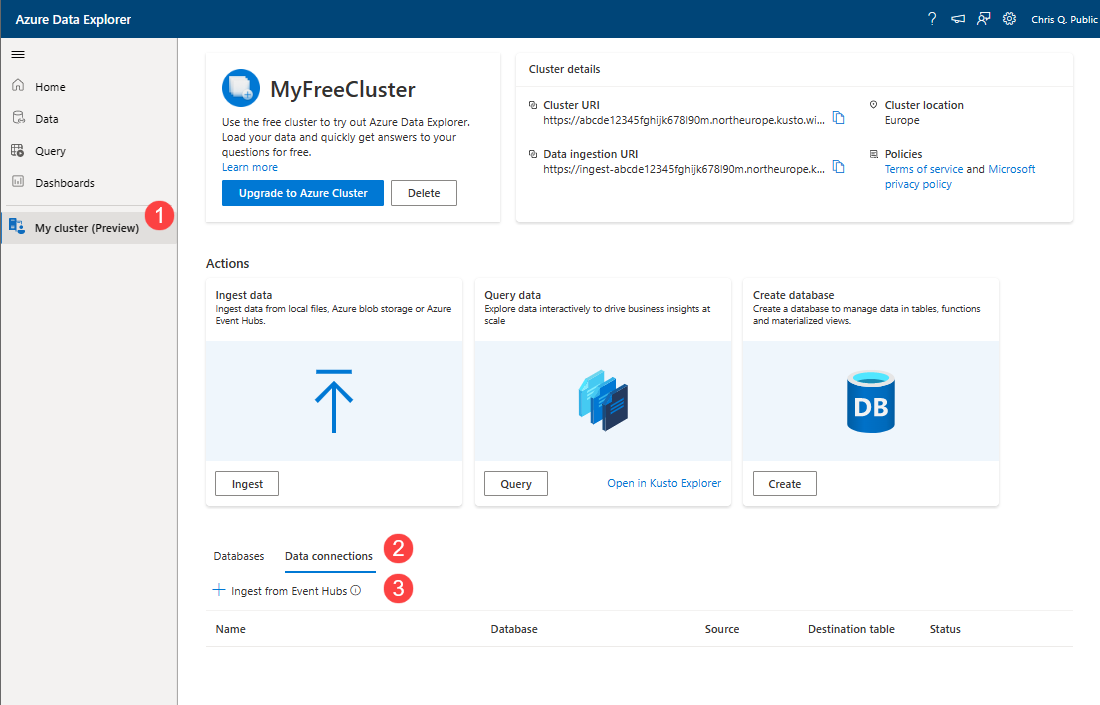 Azure Data Explorer
? Chris Q. Public
Home
Data
Query
Dashboards
My cluster (Preview)
1
MyFreeCluster
Use the free cluster to try out Azure Data Explorer.
Load your data and quickly get answers to your
questions for free.
Learn more
Upgrade to Azure Cluster
Delete
Cluster details
Cluster URI
https://abcde12345fghijk678l90m.northeurope.kusto.wi...
Data ingestion URI
https://ingest-abcde12345fghijk678l90m.northeurope.k...
Cluster location
Europe
Policies
Terms of service and Microsoft
privacy policy
Actions
Ingest data
Ingest data from local files, Azure blob storage or Azure
Event Hubs.
Ingest
Query data
Explore data interactively to drive business insights at
scale
Query
Open in Kusto Explorer
Create database
Create a database to manage data in tables, functions
and materialized views.
DB
Create
Databases
Data connections
2
Ingest from Event Hubs
3
Name
Database
Source
Destination table
Status